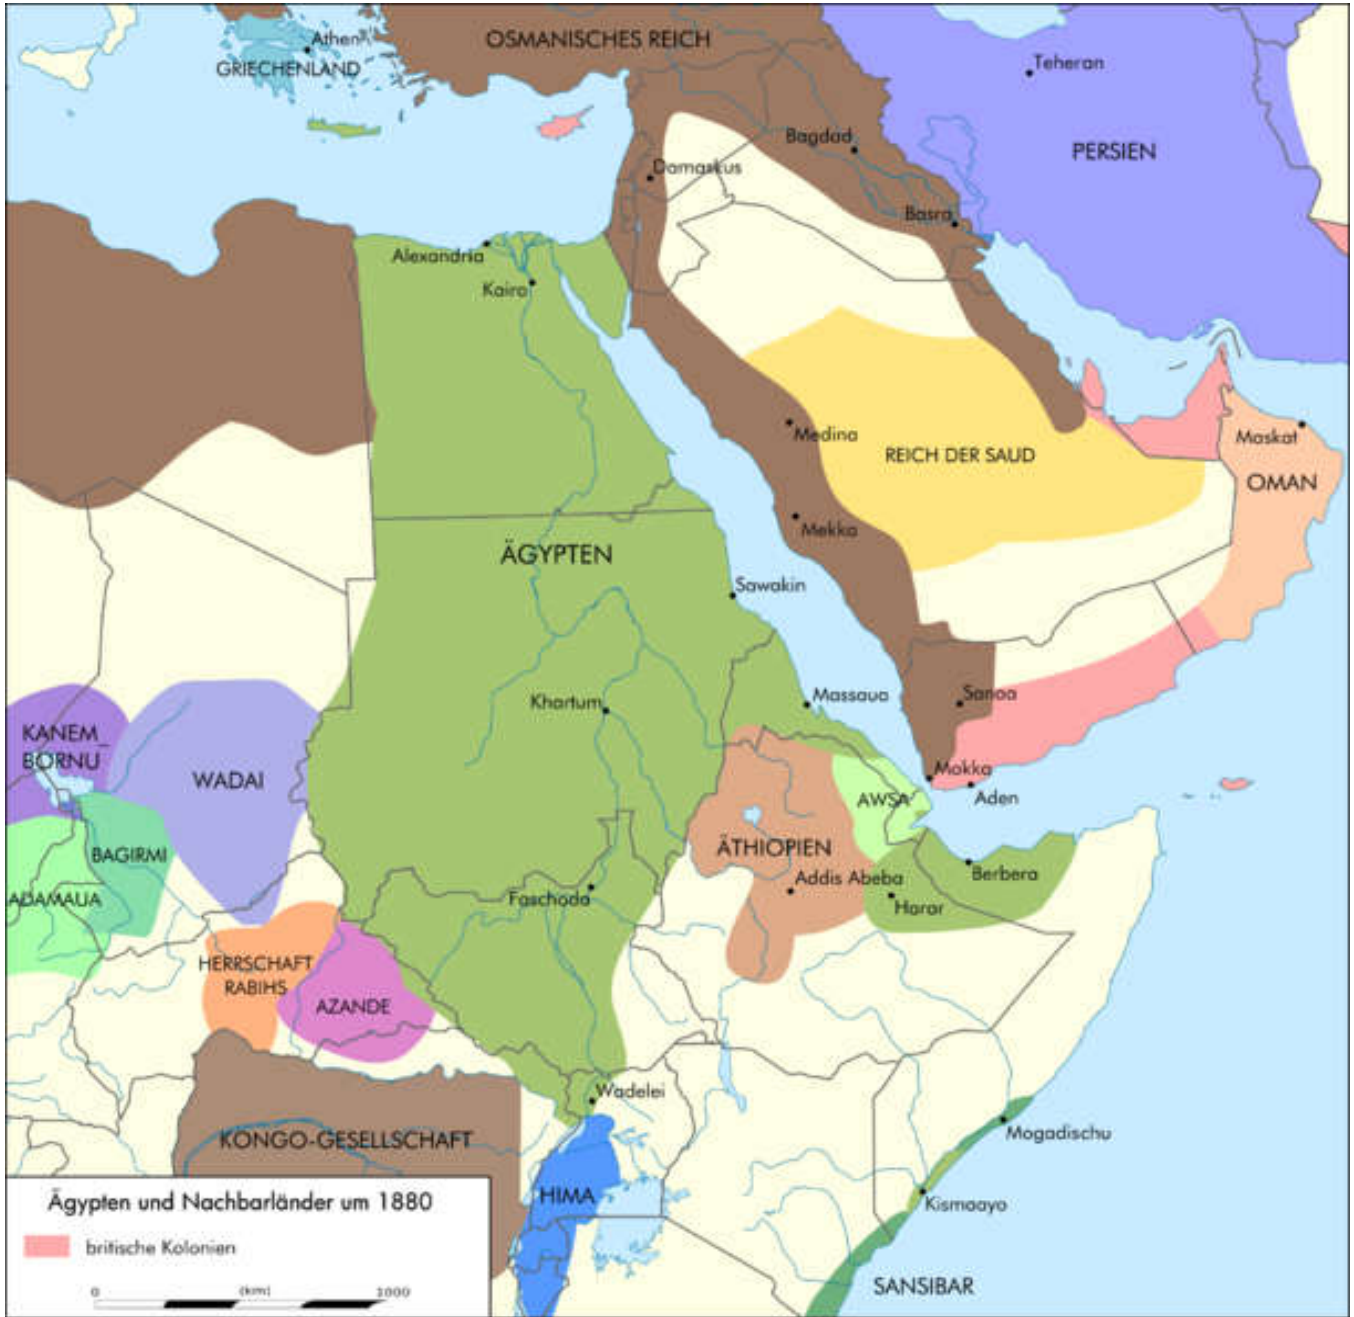 OSMANISCHES REICH
Athen
GRIECHENLAND
Teheran
Bagdad
PERSIEN
Damaskus
Basra
Alexandria
Kairo
Medina
REICH DER SAUD
Maskat
OMAN
Mekka
ÄGYPTEN
Sawakin
Khartum
Massaua
Sanaa
KANEM_
BORNU
WADAI
Mokka
Aden
AWSA
BAGIRMI
ÄTHIOPIEN
Addis Abeba
Berbera
ADAMAUA
Faschoda
Harar
HERRSCHAFT
RABIHS
AZANDE
Wadelei
KONGO-GESELLSCHAFT
Mogadischu
HIMA
Kismaayo
SANSIBAR
Ägypten und Nachbarländer um 1880
britische Kolonien
0 (km) 1000